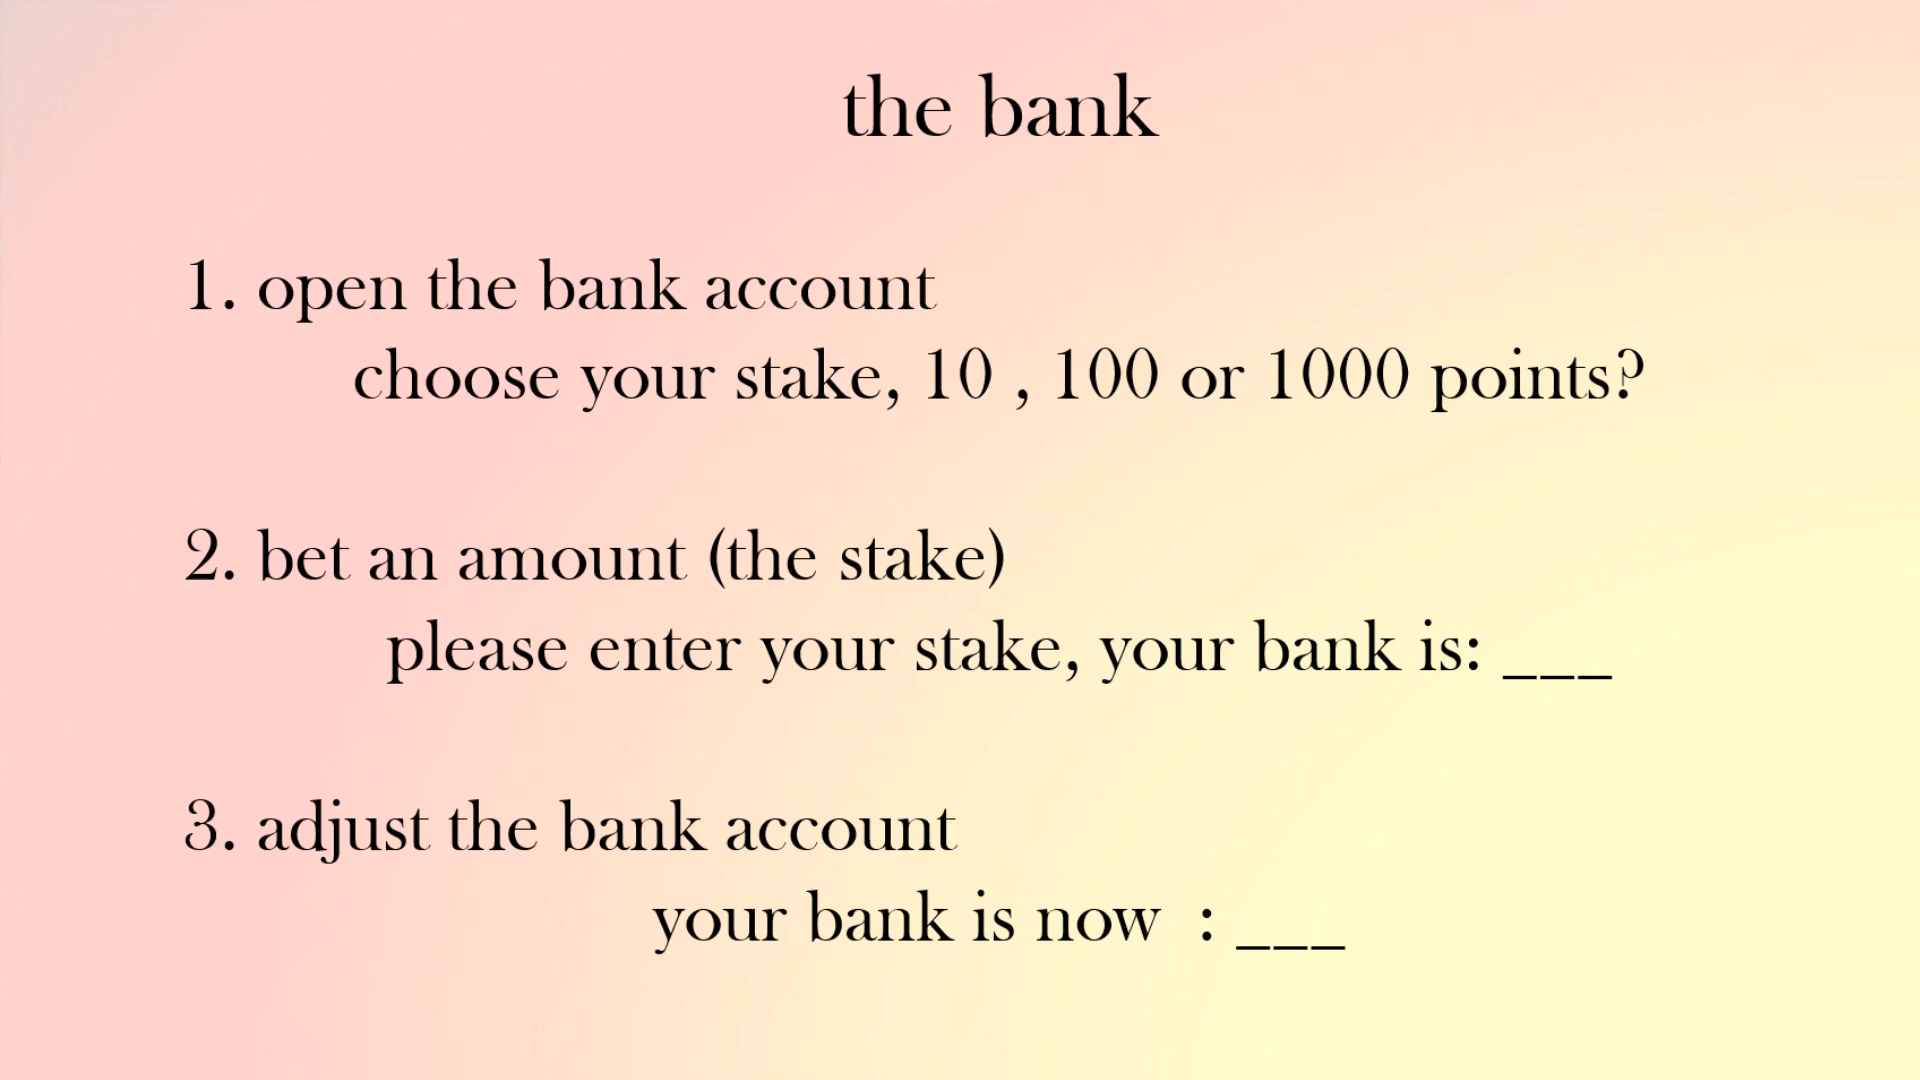 the bank
1. open the bank account
choose your stake, 10 , 100 or 1000 points?
2. bet an amount (the stake)
please enter your stake, your bank is: ___
3. adjust the bank account
your bank is now  : ___